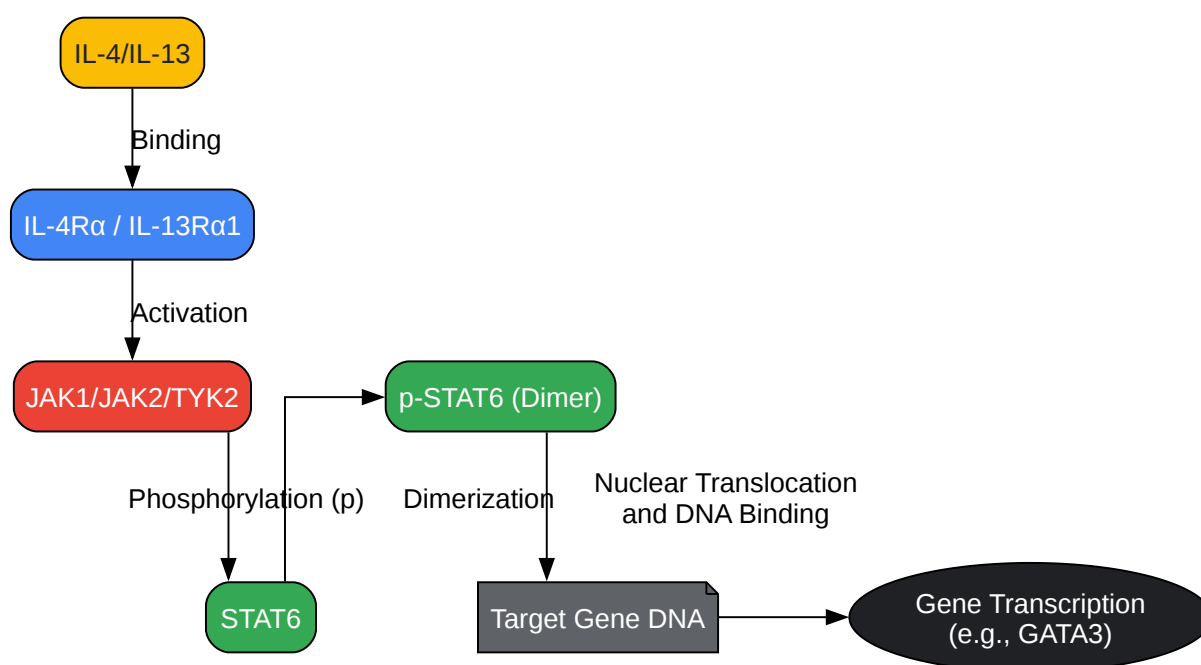 IL-4/IL-13
Binding
IL-4Rα / IL-13Rα1
Activation
JAK1/JAK2/TYK2
p-STAT6 (Dimer)
Phosphorylation (p)
Dimerization
Nuclear Translocation
and DNA Binding
STAT6
Target Gene DNA
Gene Transcription
(e.g., GATA3)